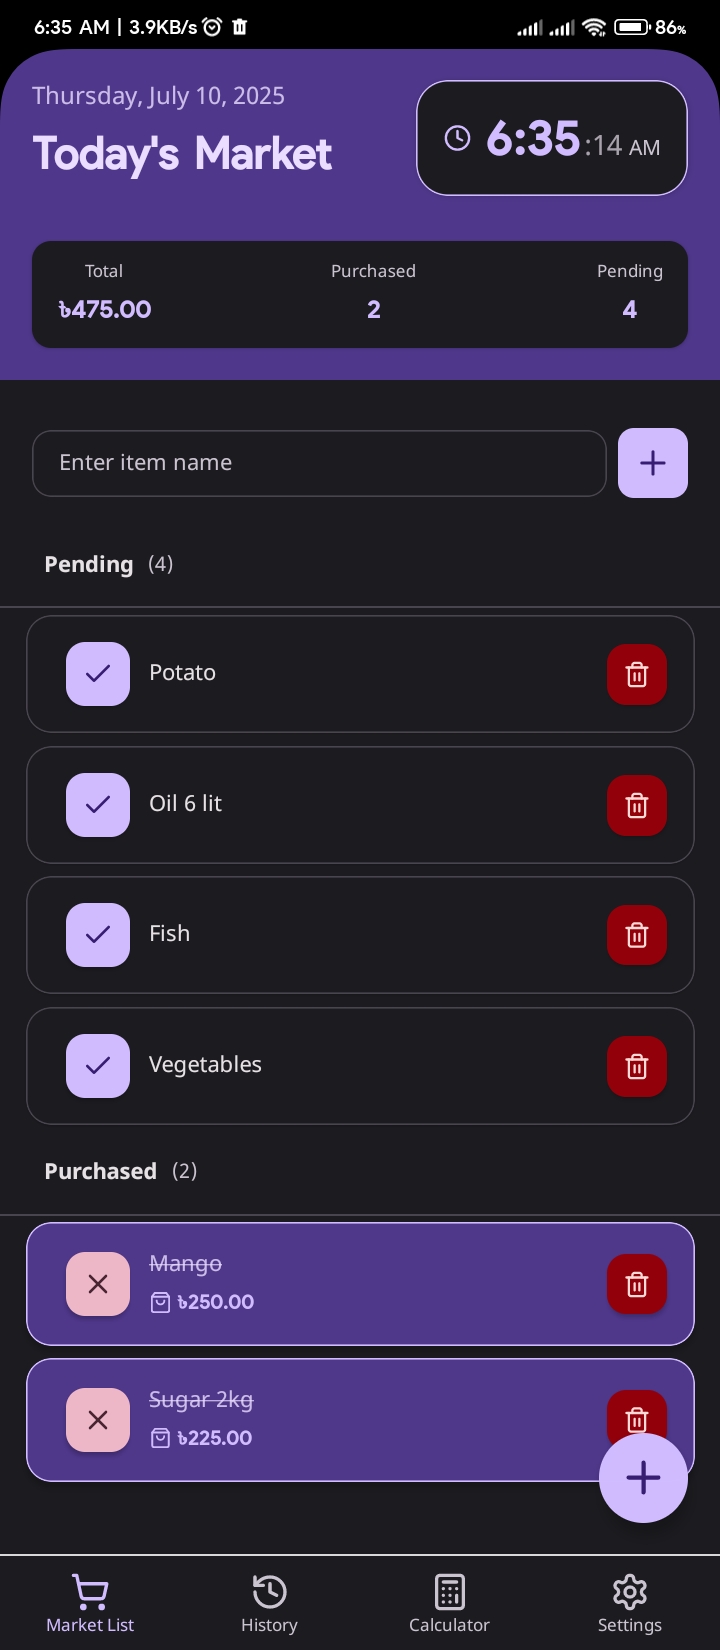 6:35 AM | 3.9KB/s 86%
Thursday, July 10, 2025
Today's Market
6:35:14 AM
Total Purchased Pending
৳475.00 2 4
Enter item name
Pending (4)
Potato
Oil 6 lit
Fish
Vegetables
Purchased (2)
Mango
৳250.00
Sugar 2kg
৳225.00
Market List History Calculator Settings